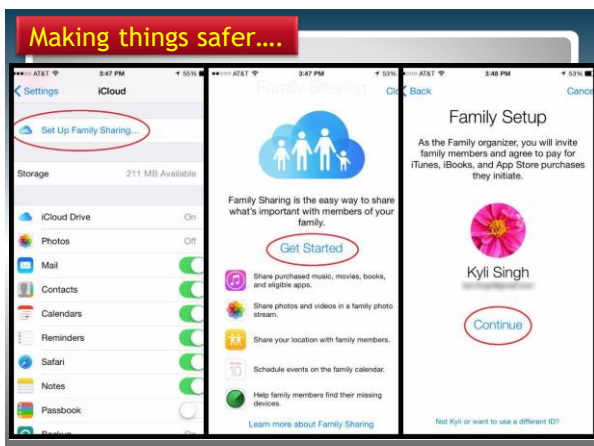 Making things safer....
AT&T 3:47 PM 55%
Settings iCloud
Set Up Family Sharing...
Storage 211 MB Available
iCloud Drive On
Photos Off
Mail
Contacts
Calendars
Reminders
Safari
Notes
Passbook
Backup On
AT&T 3:47 PM 53%
Family Sharing Clo
Family Sharing is the easy way to share
what's important with members of your
family.
Get Started
Share purchased music, movies, books,
and eligible apps.
Share photos and videos in a family photo
stream.
Share your location with family members.
10
Schedule events on the family calendar.
Help family members find their missing
devices.
Learn more about Family Sharing
AT&T 3:48 PM 53%
Back Cance
Family Setup
As the Family organizer, you will invite
family members and agree to pay for
iTunes, iBooks, and App Store purchases
they initiate.
Kyli Singh
Continue
Not Kyli or want to use a different ID?